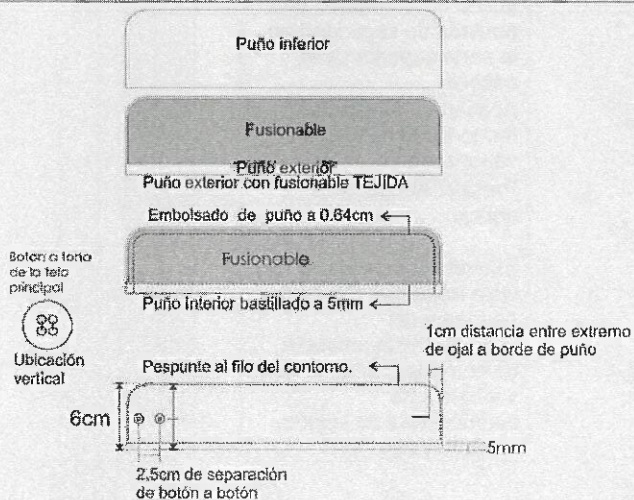 Puño inferior
Fusionable
Puño exterior
Puño exterior con fusionable TEJIDA
Embolsado de puño a 0.64cm
Fusionable
Botón a tono
de la tela
principal
Puño Interior bastillado a 5mm
Ubicación
vertical
1cm distancia entre extremo
de ojal a borde de puño
Pespunte al filo del contorno.
6cm
5mm
2.5cm de separación
de botón a botón